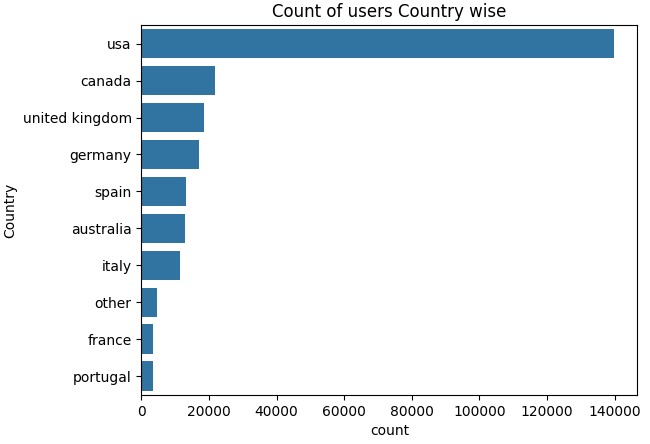 Count of users Country wise
Country
usa
canada
united kingdom
germany
spain
australia
italy
other
france
portugal
0 20000 40000 60000 80000 100000 120000 140000
count